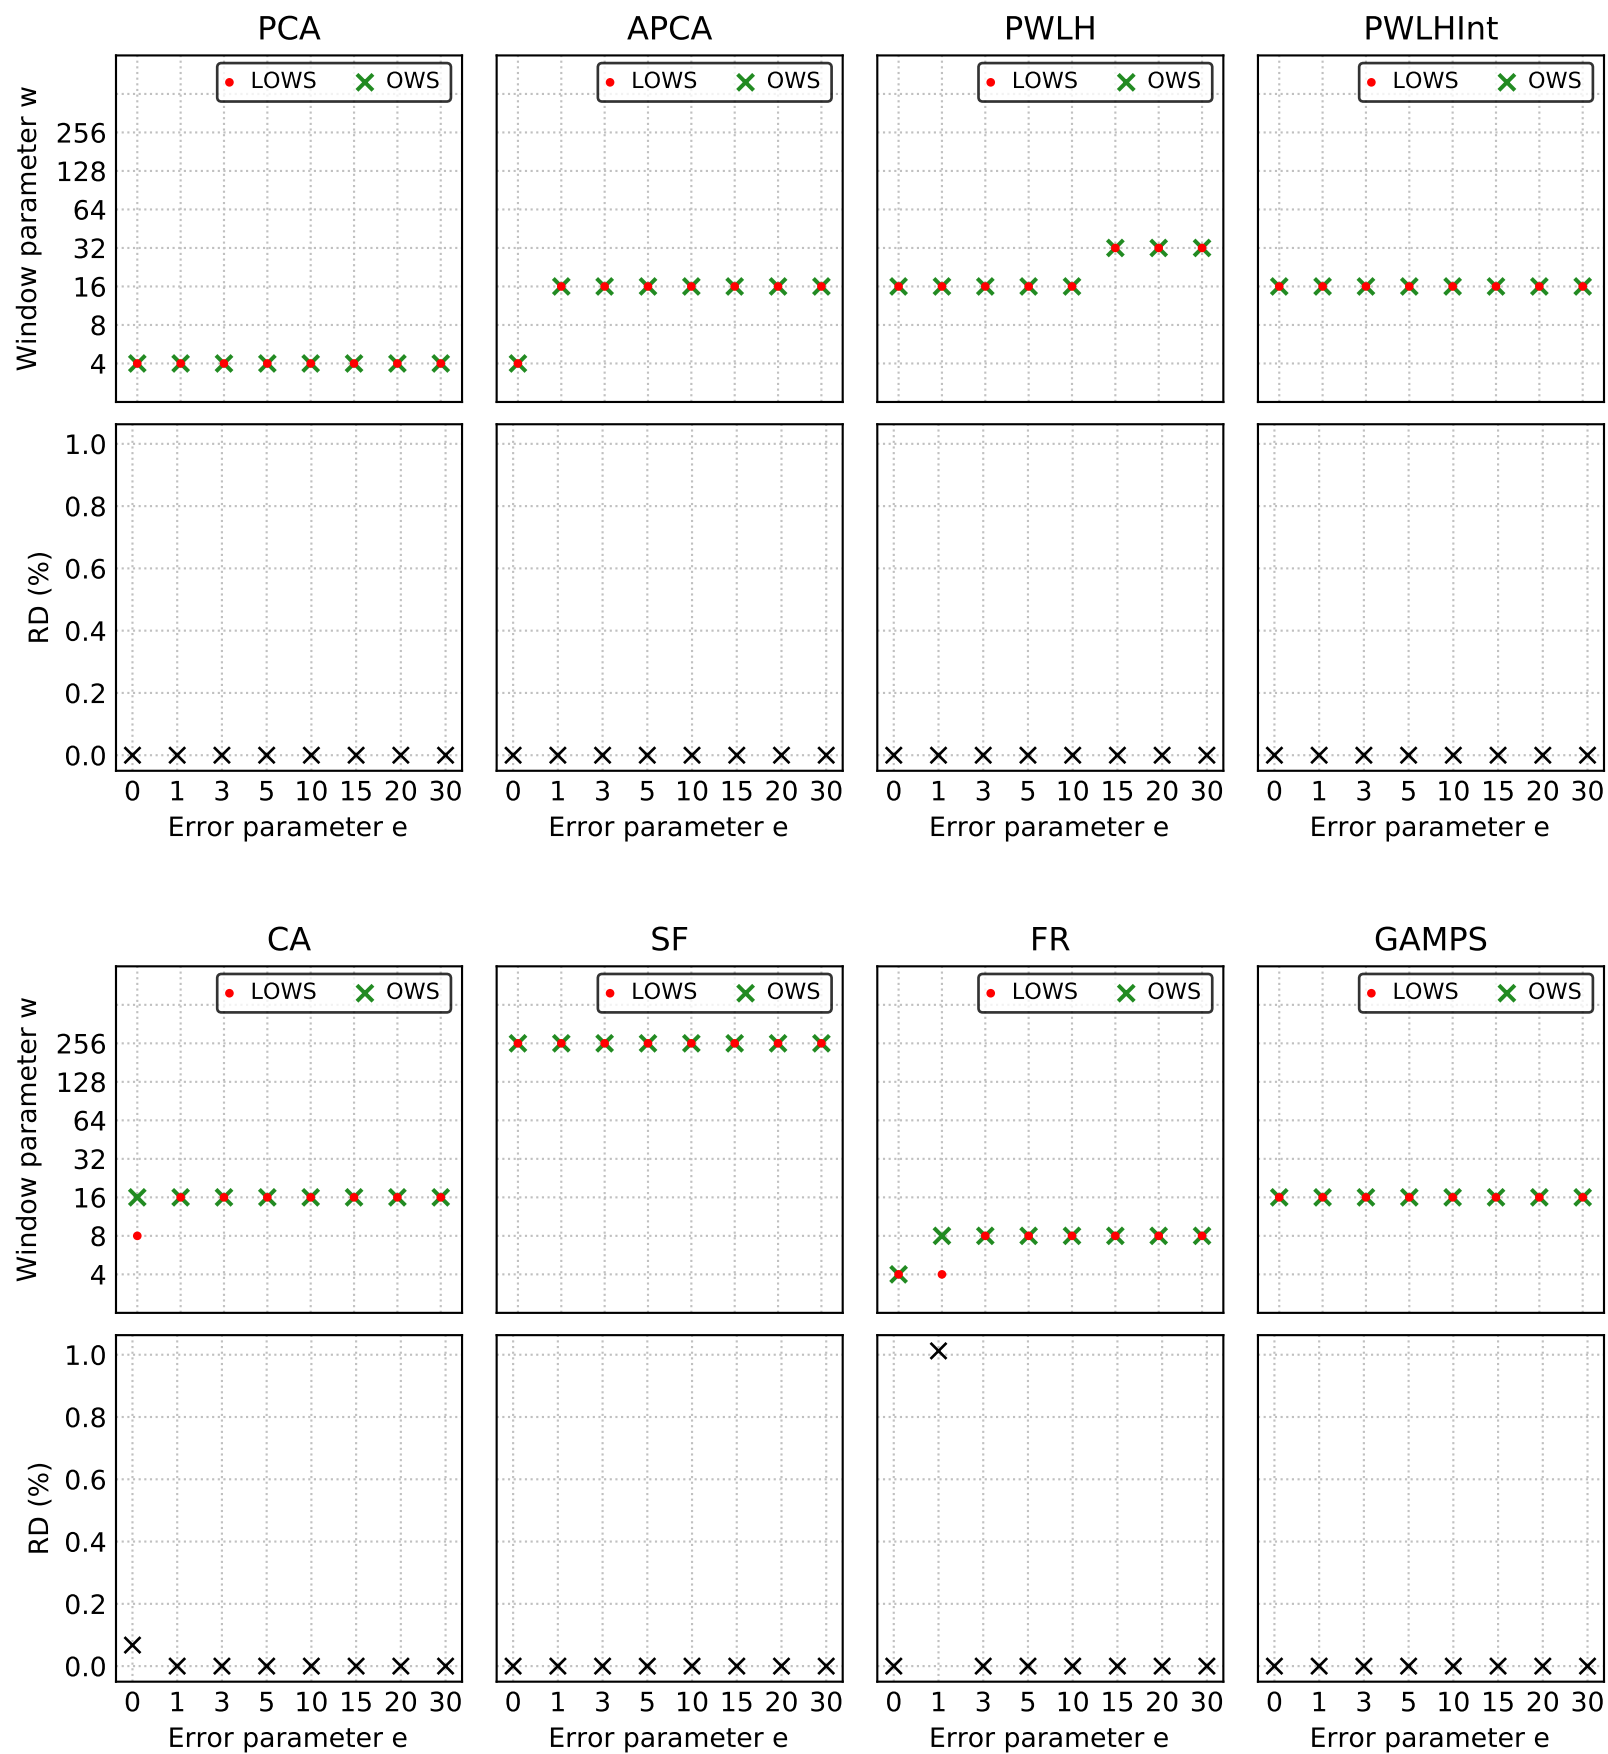 PCA APCA PWLH PWLHInt
LOWS OWS LOWS OWS LOWS OWS LOWS OWS
Window parameter w
256
128
64
32
16
8
4
RD (%)
1.0
0.8
0.6
0.4
0.2
0.0
0 1 3 5 10 15 20 30 0 1 3 5 10 15 20 30 0 1 3 5 10 15 20 30 0 1 3 5 10 15 20 30
Error parameter e Error parameter e Error parameter e Error parameter e
CA SF FR GAMPS
LOWS OWS LOWS OWS LOWS OWS LOWS OWS
Window parameter w
256
128
64
32
16
8
4
RD (%)
1.0
0.8
0.6
0.4
0.2
0.0
0 1 3 5 10 15 20 30 0 1 3 5 10 15 20 30 0 1 3 5 10 15 20 30 0 1 3 5 10 15 20 30
Error parameter e Error parameter e Error parameter e Error parameter e